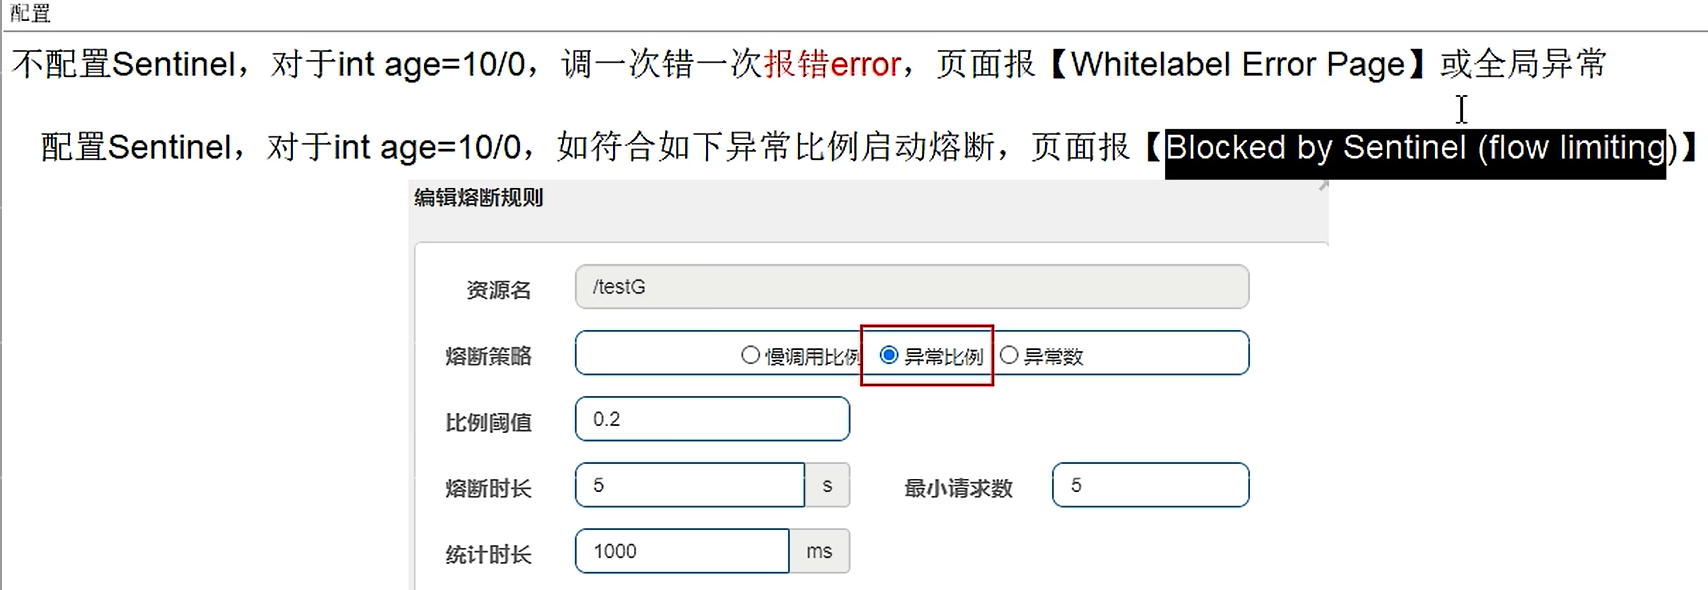 配置
不配置Sentinel，对于int age=10/0，调一次错一次报错error，页面报【Whitelabel Error Page】或全局异常
配置Sentinel，对于int age=10/0，如符合如下异常比例启动熔断，页面报【Blocked by Sentinel (flow limiting)】
编辑熔断规则
资源名 /testG
熔断策略 慢调用比例 异常比例 异常数
比例阈值 0.2
熔断时长 5 s 最小请求数 5
统计时长 1000 ms